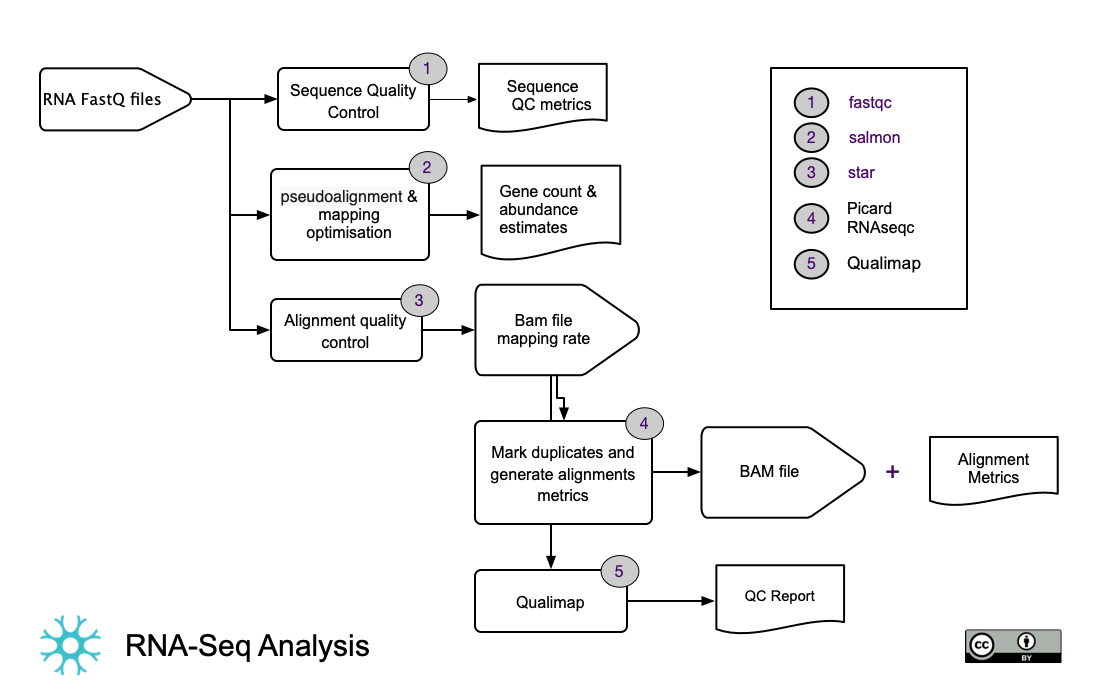 RNA FastQ files
1
Sequence Quality
Control
Sequence
QC metrics
2
pseudoalignment &
mapping
optimisation
Gene count &
abundance
estimates
3
Alignment quality
control
Bam file
mapping rate
4
Mark duplicates and
generate alignments
metrics
BAM file
+
Alignment
Metrics
5
Qualimap
QC Report
1 fastqc
2 salmon
3 star
4 Picard
RNAseqc
5 Qualimap
RNA-Seq Analysis
cc
BY